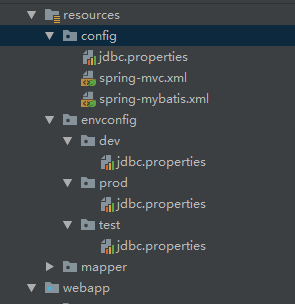 resources
config
jdbc.properties
spring-mvc.xml
spring-mybatis.xml
envconfig
dev
jdbc.properties
prod
jdbc.properties
test
jdbc.properties
mapper
webapp